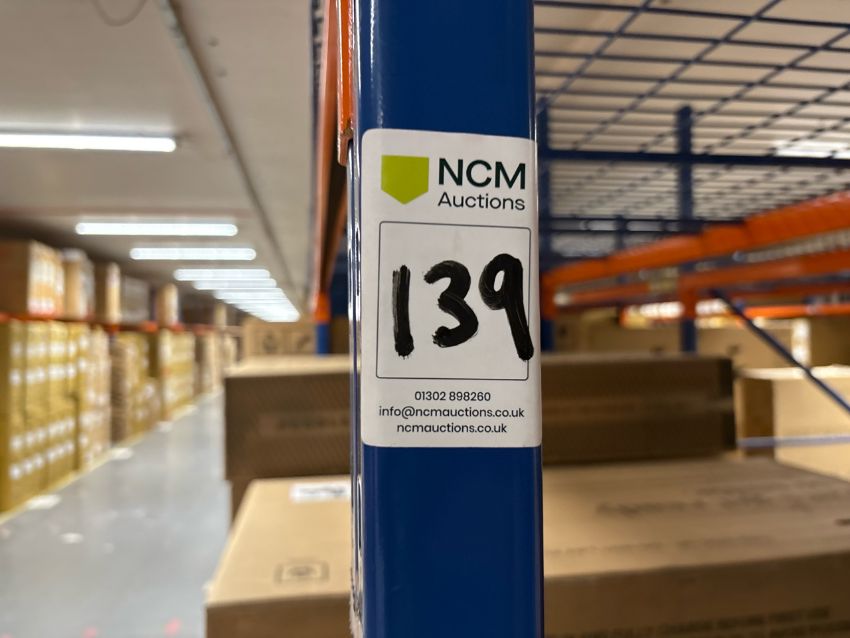 NCM
Auctions
139
01302 898260
info@ncmauctions.co.uk
ncmauctions.co.uk